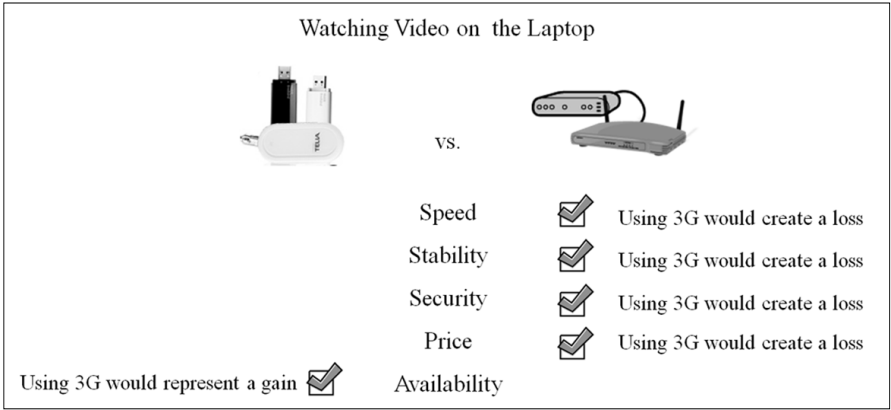 Watching Video on the Laptop
TELIA
vs.
Speed Using 3G would create a loss
Stability Using 3G would create a loss
Security Using 3G would create a loss
Price Using 3G would create a loss
Using 3G would represent a gain Availability